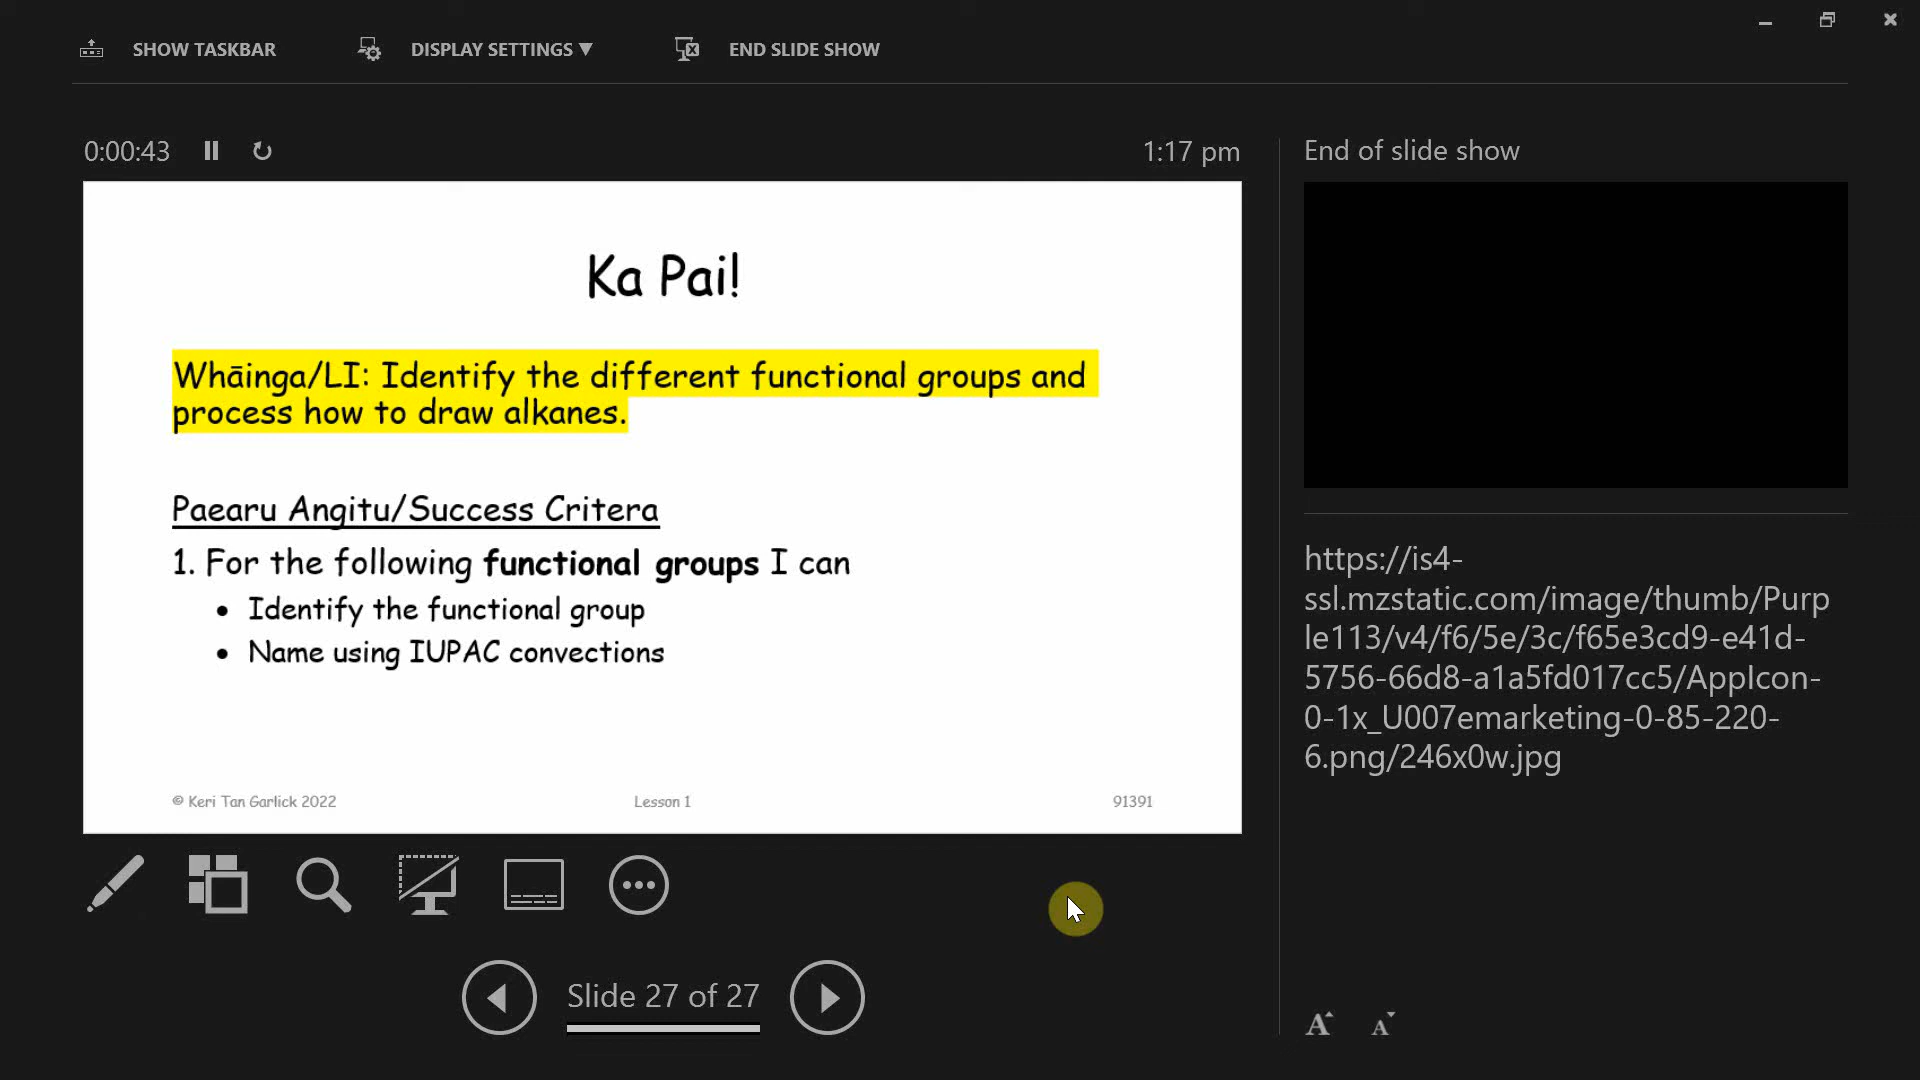 SHOW TASKBAR
DISPLAY SETTINGS ▼
END SLIDE SHOW
0:00:43
1:17 pm
Ka Pai!
Whāinga/LI: Identify the different functional groups and
process how to draw alkanes.
Paearu Angitu/Success Critera
1. For the following functional groups I can
• Identify the functional group
• Name using IUPAC convections
© Keri Tan Garlick 2022
Lesson 1
91391
Slide 27 of 27
End of slide show
https://is4-
ssl.mzstatic.com/image/thumb/Purp
le113/v4/f6/5e/3c/f65e3cd9-e41d-
5756-66d8-a1a5fd017cc5/AppIcon-
0-1x_U007emarketing-0-85-220-
6.png/246x0w.jpg
A
A